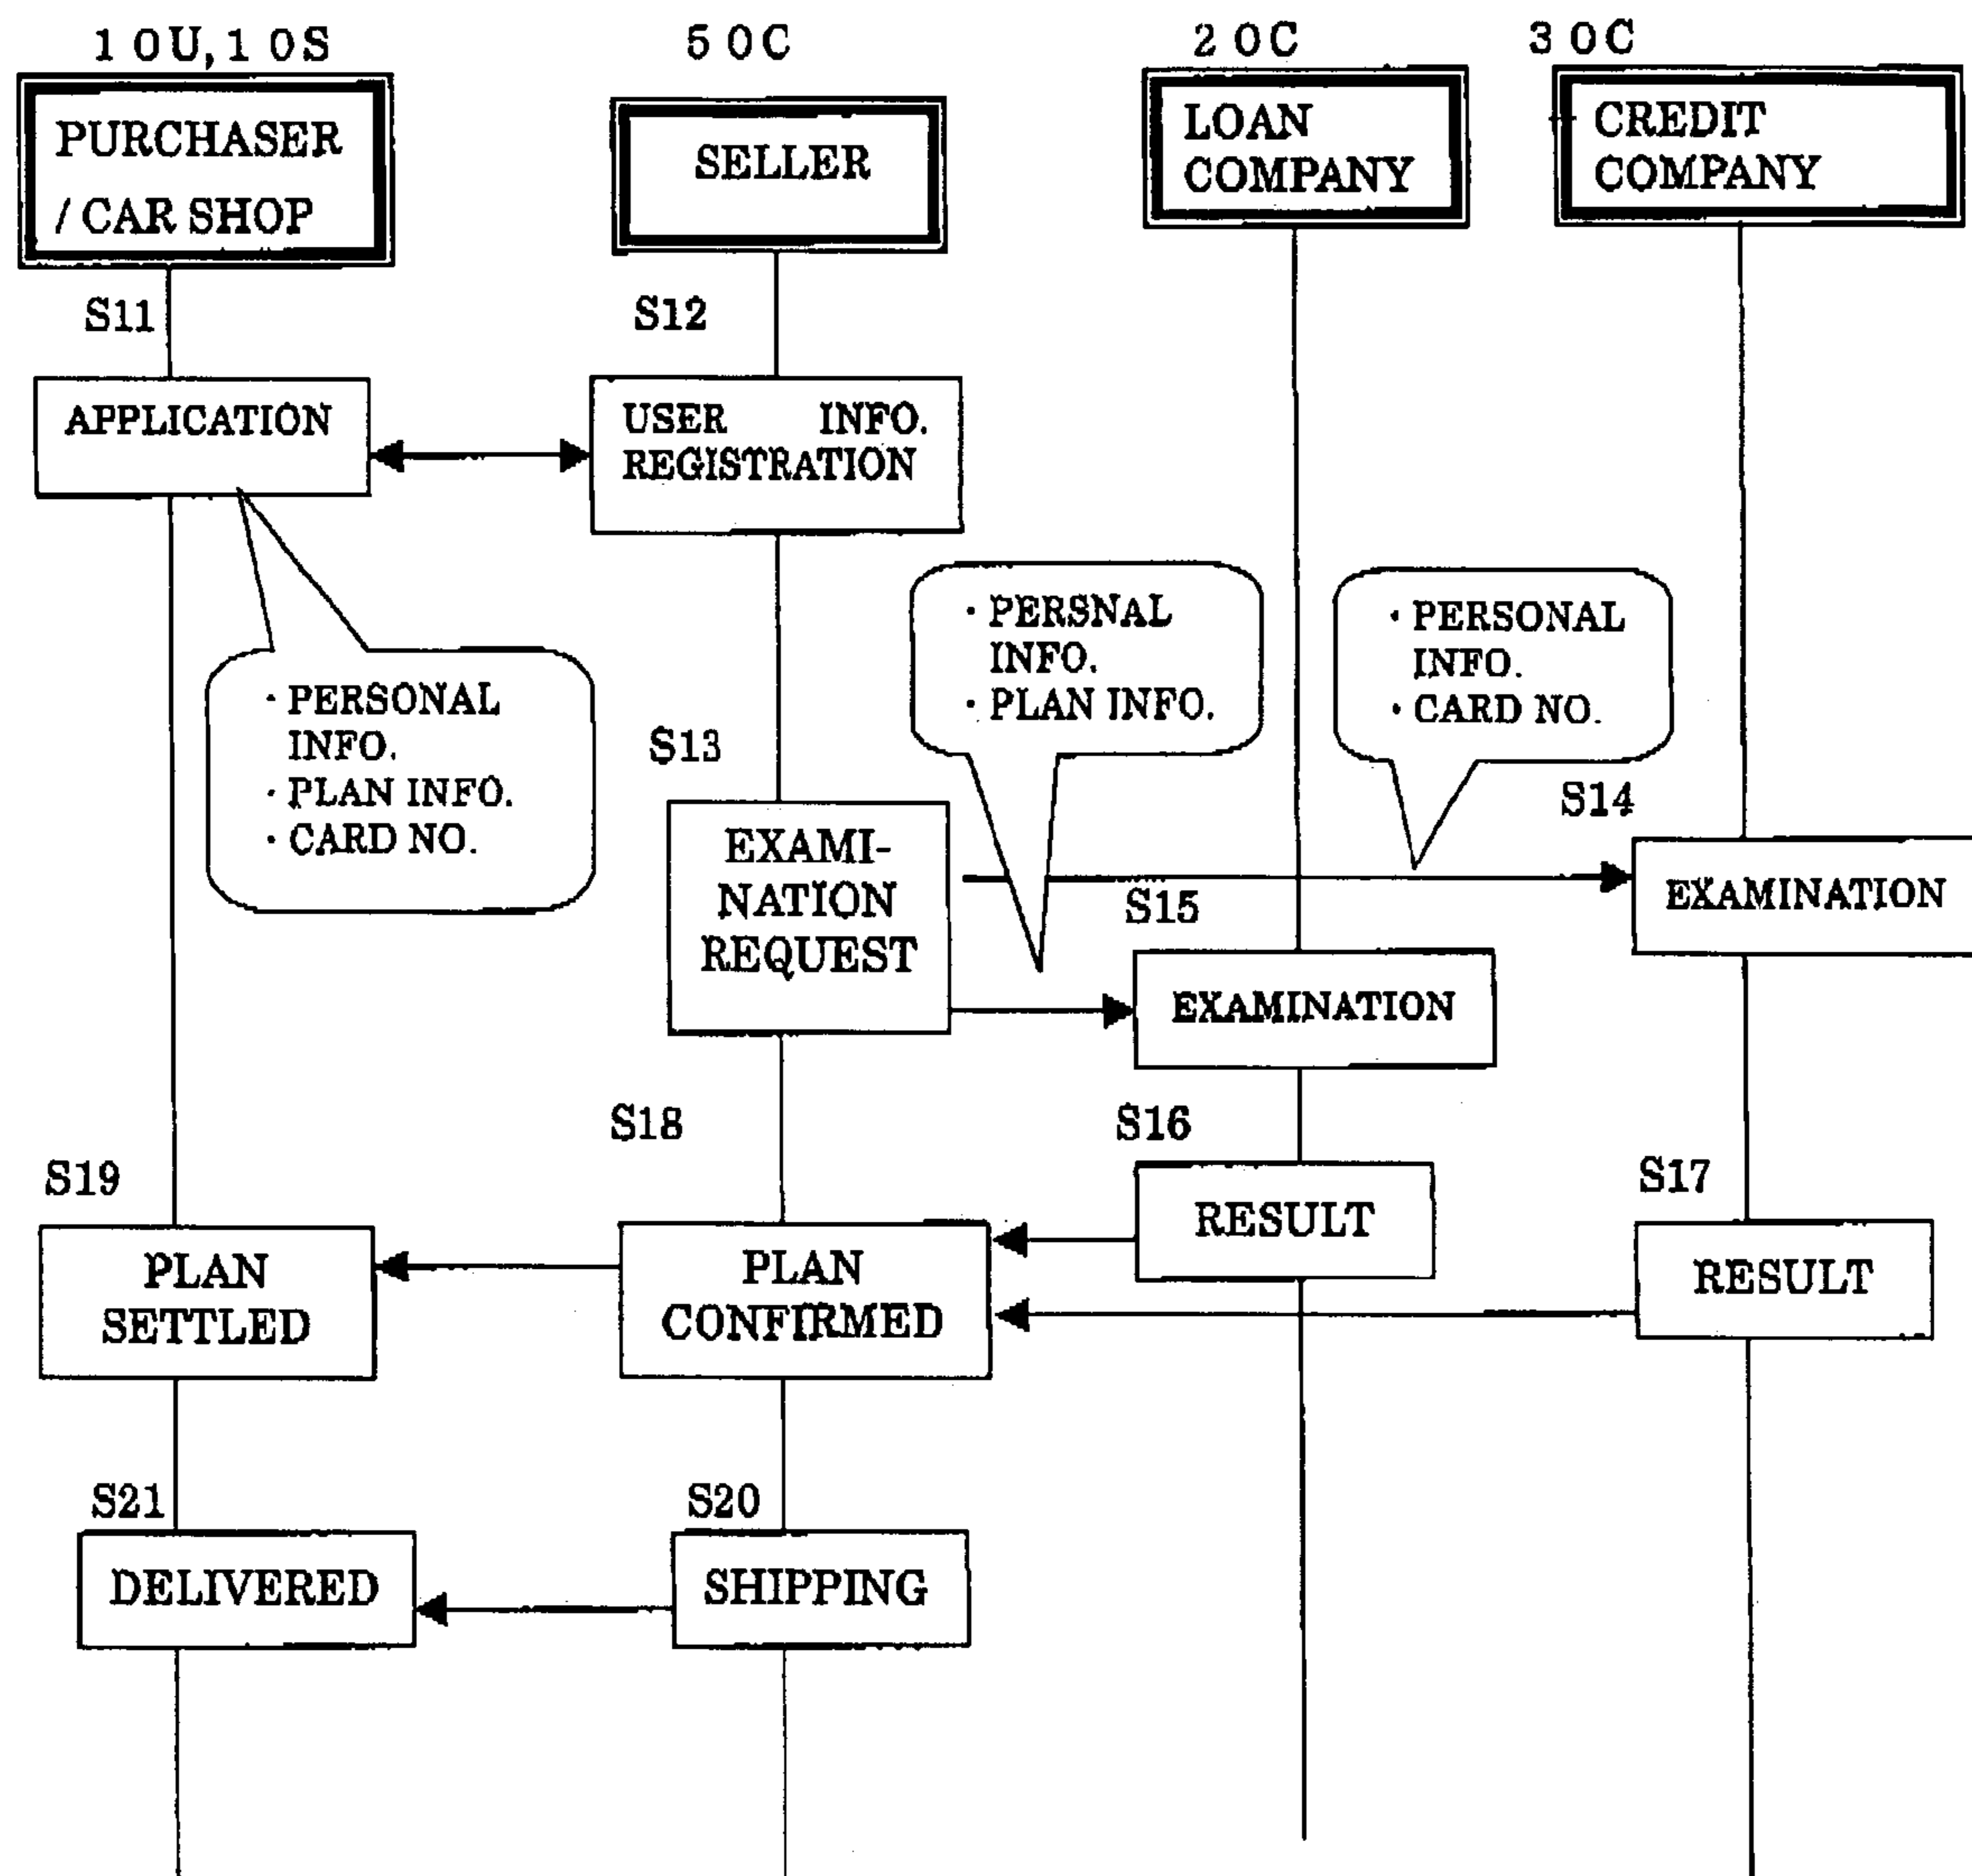 10U,10S
50C
20C
30C
PURCHASER
/ CAR SHOP
SELLER
LOAN
COMPANY
CREDIT
COMPANY
S11
S12
APPLICATION
USER INFO.
REGISTRATION
· PERSONAL
INFO.
· PLAN INFO.
· CARD NO.
· PERSNAL
INFO.
· PLAN INFO.
· PERSONAL
INFO.
· CARD NO.
S13
S14
EXAMI-
NATION
REQUEST
S15
EXAMINATION
EXAMINATION
S18
S16
S19
S17
PLAN
SETTLED
PLAN
CONFIRMED
RESULT
RESULT
S21
S20
DELIVERED
SHIPPING